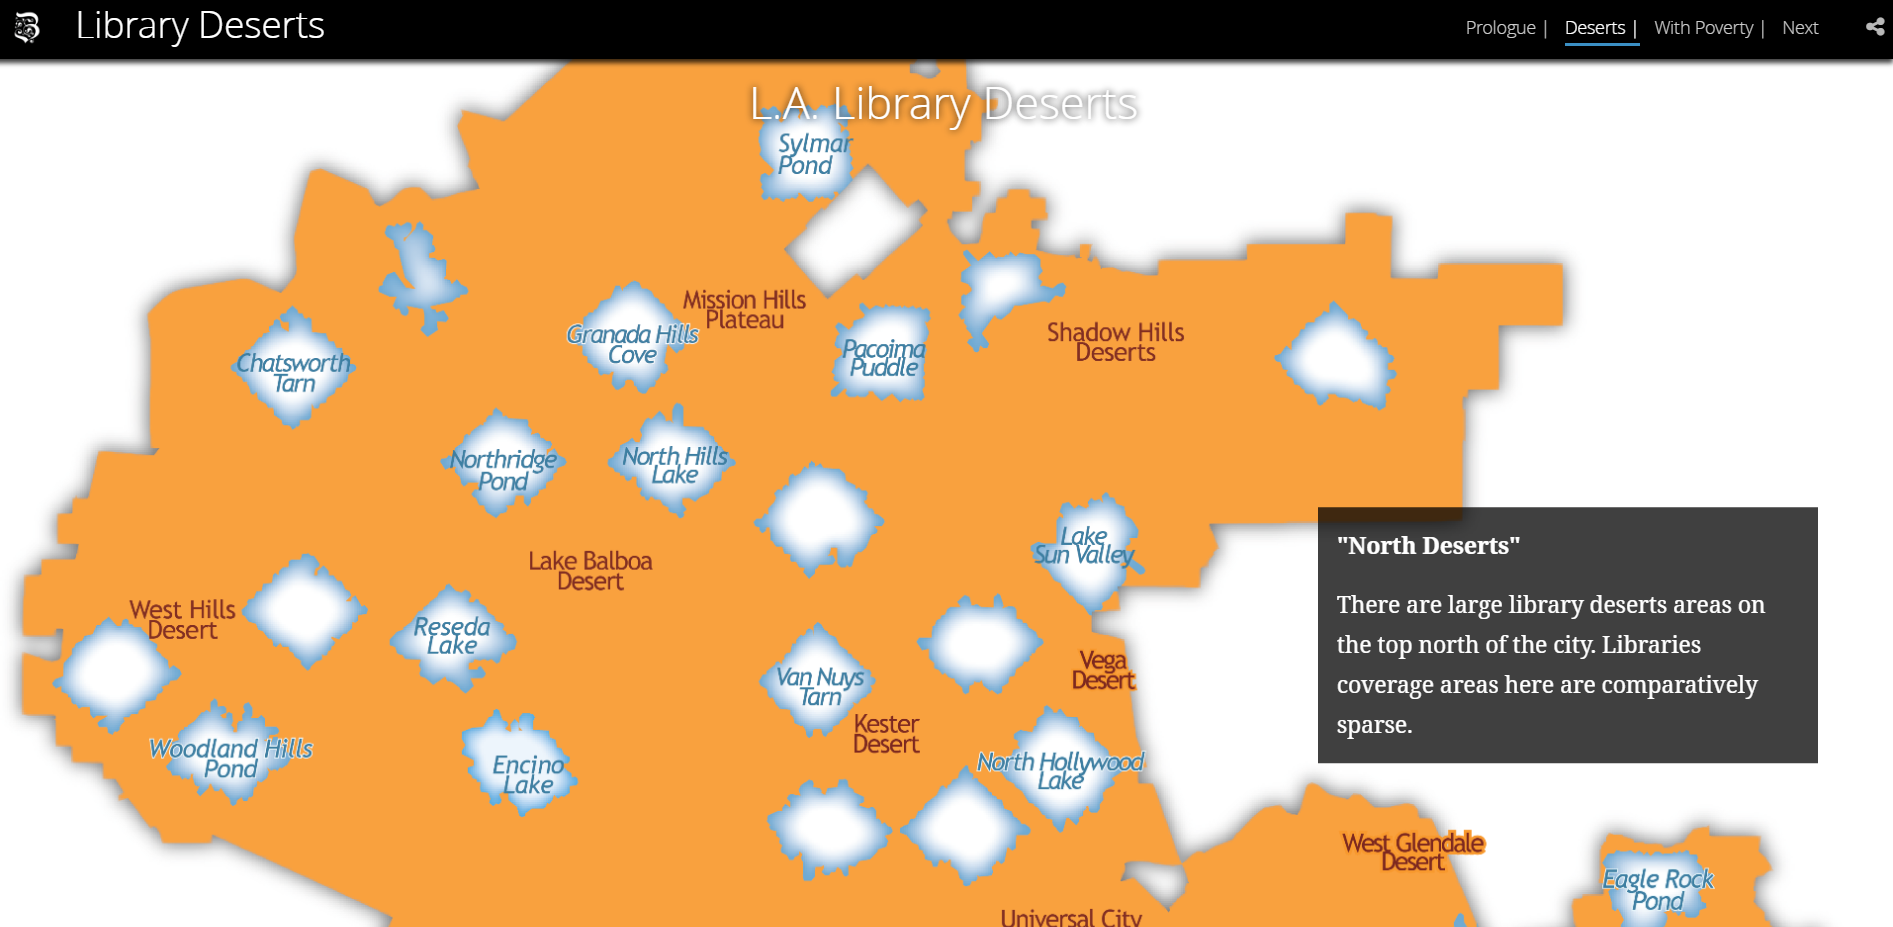 Library Deserts
Prologue |
Deserts |
With Poverty |
Next
L.A. Library Deserts
Sylmar
Pond
Mission Hills
Plateau
Granada Hills
Cove
Shadow Hills
Deserts
Pacoima
Puddle
Chatsworth
Tarn
Northridge
Pond
North Hills
Lake
Lake
Sun Valley
"North Deserts"
There are large library deserts areas on
the top north of the city. Libraries
coverage areas here are comparatively
sparse.
Lake Balboa
Desert
West Hills
Desert
Reseda
Lake
Vega
Desert
Van Nuys
Tarn
Kester
Desert
Woodland Hills
Pond
Encino
Lake
North Hollywood
Lake
West Glendale
Desert
Eagle Rock
Pond
Universal City